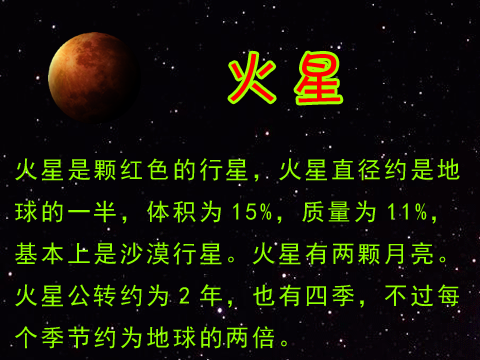 火星
火星是颗红色的行星，火星直径约是地
球的一半，体积为15%，质量为11%，
基本上是沙漠行星。火星有两颗月亮。
火星公转约为2年，也有四季，不过每
个季节约为地球的两倍。